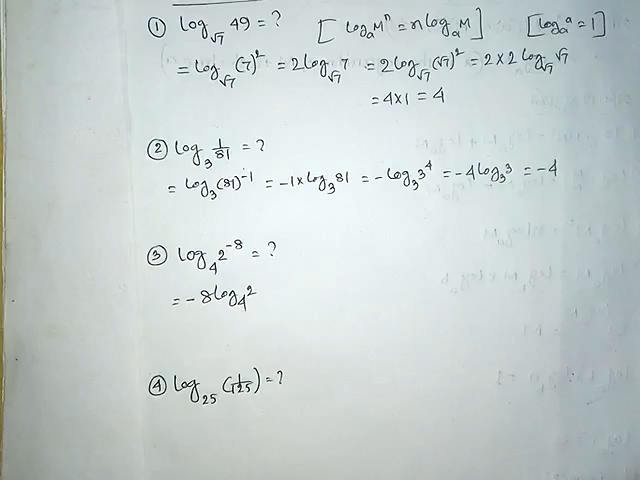 ① log_√7 49 = ? [log_a M^n = n log_a M] [log_a a = 1]
= log_√7 (7)^2 = 2 log_√7 7 = 2 log_√7 (√7)^2 = 2 × 2 log_√7 √7
= 4 × 1 = 4
② log_3 1/81 = ?
= log_3 (81)^-1 = -1 × log_3 81 = -log_3 3^4 = -4 log_3 3 = -4
③ log_4 2^-8 = ?
= -8 log_4 2
④ log_25 (1/125) = ?